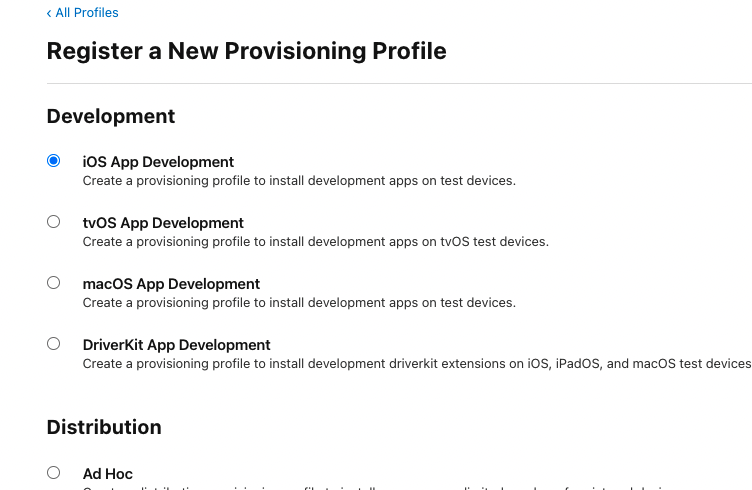 ‹ All Profiles
Register a New Provisioning Profile
Development
iOS App Development
Create a provisioning profile to install development apps on test devices.
tvOS App Development
Create a provisioning profile to install development apps on tvOS test devices.
macOS App Development
Create a provisioning profile to install development apps on test devices.
DriverKit App Development
Create a provisioning profile to install development driverkit extensions on iOS, iPadOS, and macOS test devices
Distribution
Ad Hoc